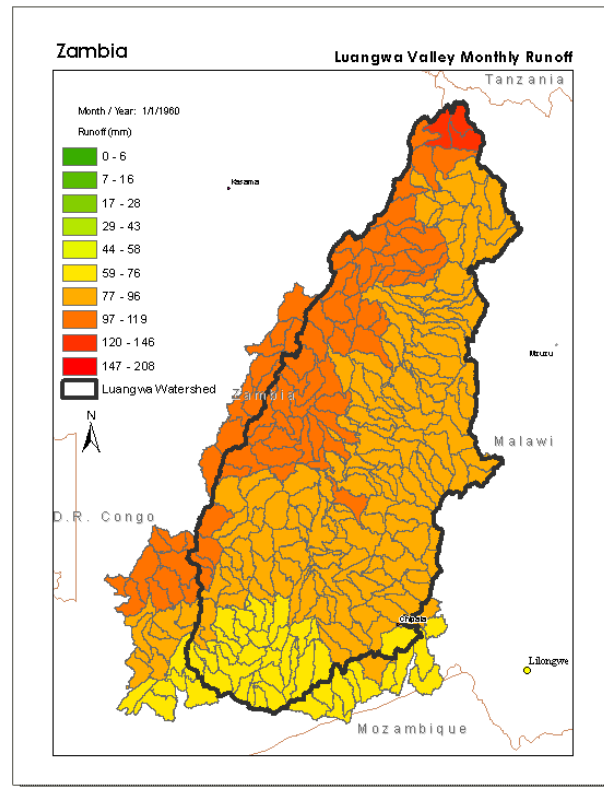 Zambia
Luangwa Valley Monthly Runoff
Tanzania
Month / Year: 1/1/1960
Runoff (mm)
0 - 6
7 - 16
17 - 28
29 - 43
44 - 58
59 - 76
77 - 96
97 - 119
120 - 146
147 - 208
Luangwa Watershed
Kasama
N
Mzuzu
Zambia
Malawi
D.R. Congo
Chipata
Lilongwe
Mozambique